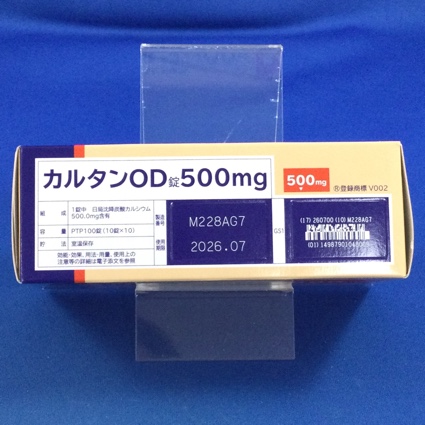 カルタンOD錠500mg
500mg
®登録商標 V002
組成 1錠中 日局沈降炭酸カルシウム
500.0mg含有
容量 PTP100錠(10錠×10)
貯法 室温保存
効能・効果、用法・用量、使用上の
注意等の詳細は電子添文を参照
製造番号 M228AG7
使用期限 2026.07
GS1
(17) 260700 (10) M228AG7